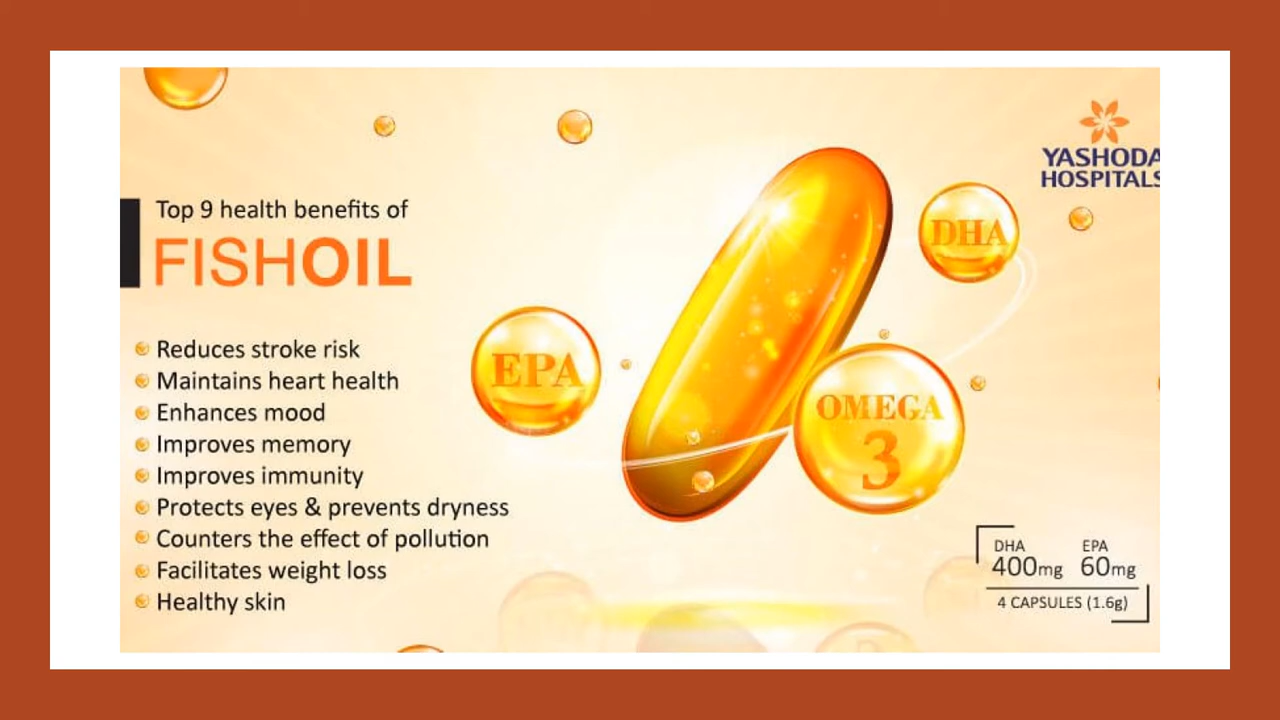 YASHODA
HOSPITALS
Top 9 health benefits of
FISHOIL
DHA
EPA
OMEGA
3
Reduces stroke risk
Maintains heart health
Enhances mood
Improves memory
Improves immunity
Protects eyes & prevents dryness
Counters the effect of pollution
Facilitates weight loss
Healthy skin
DHA EPA
400mg 60mg
4 CAPSULES (1.6g)